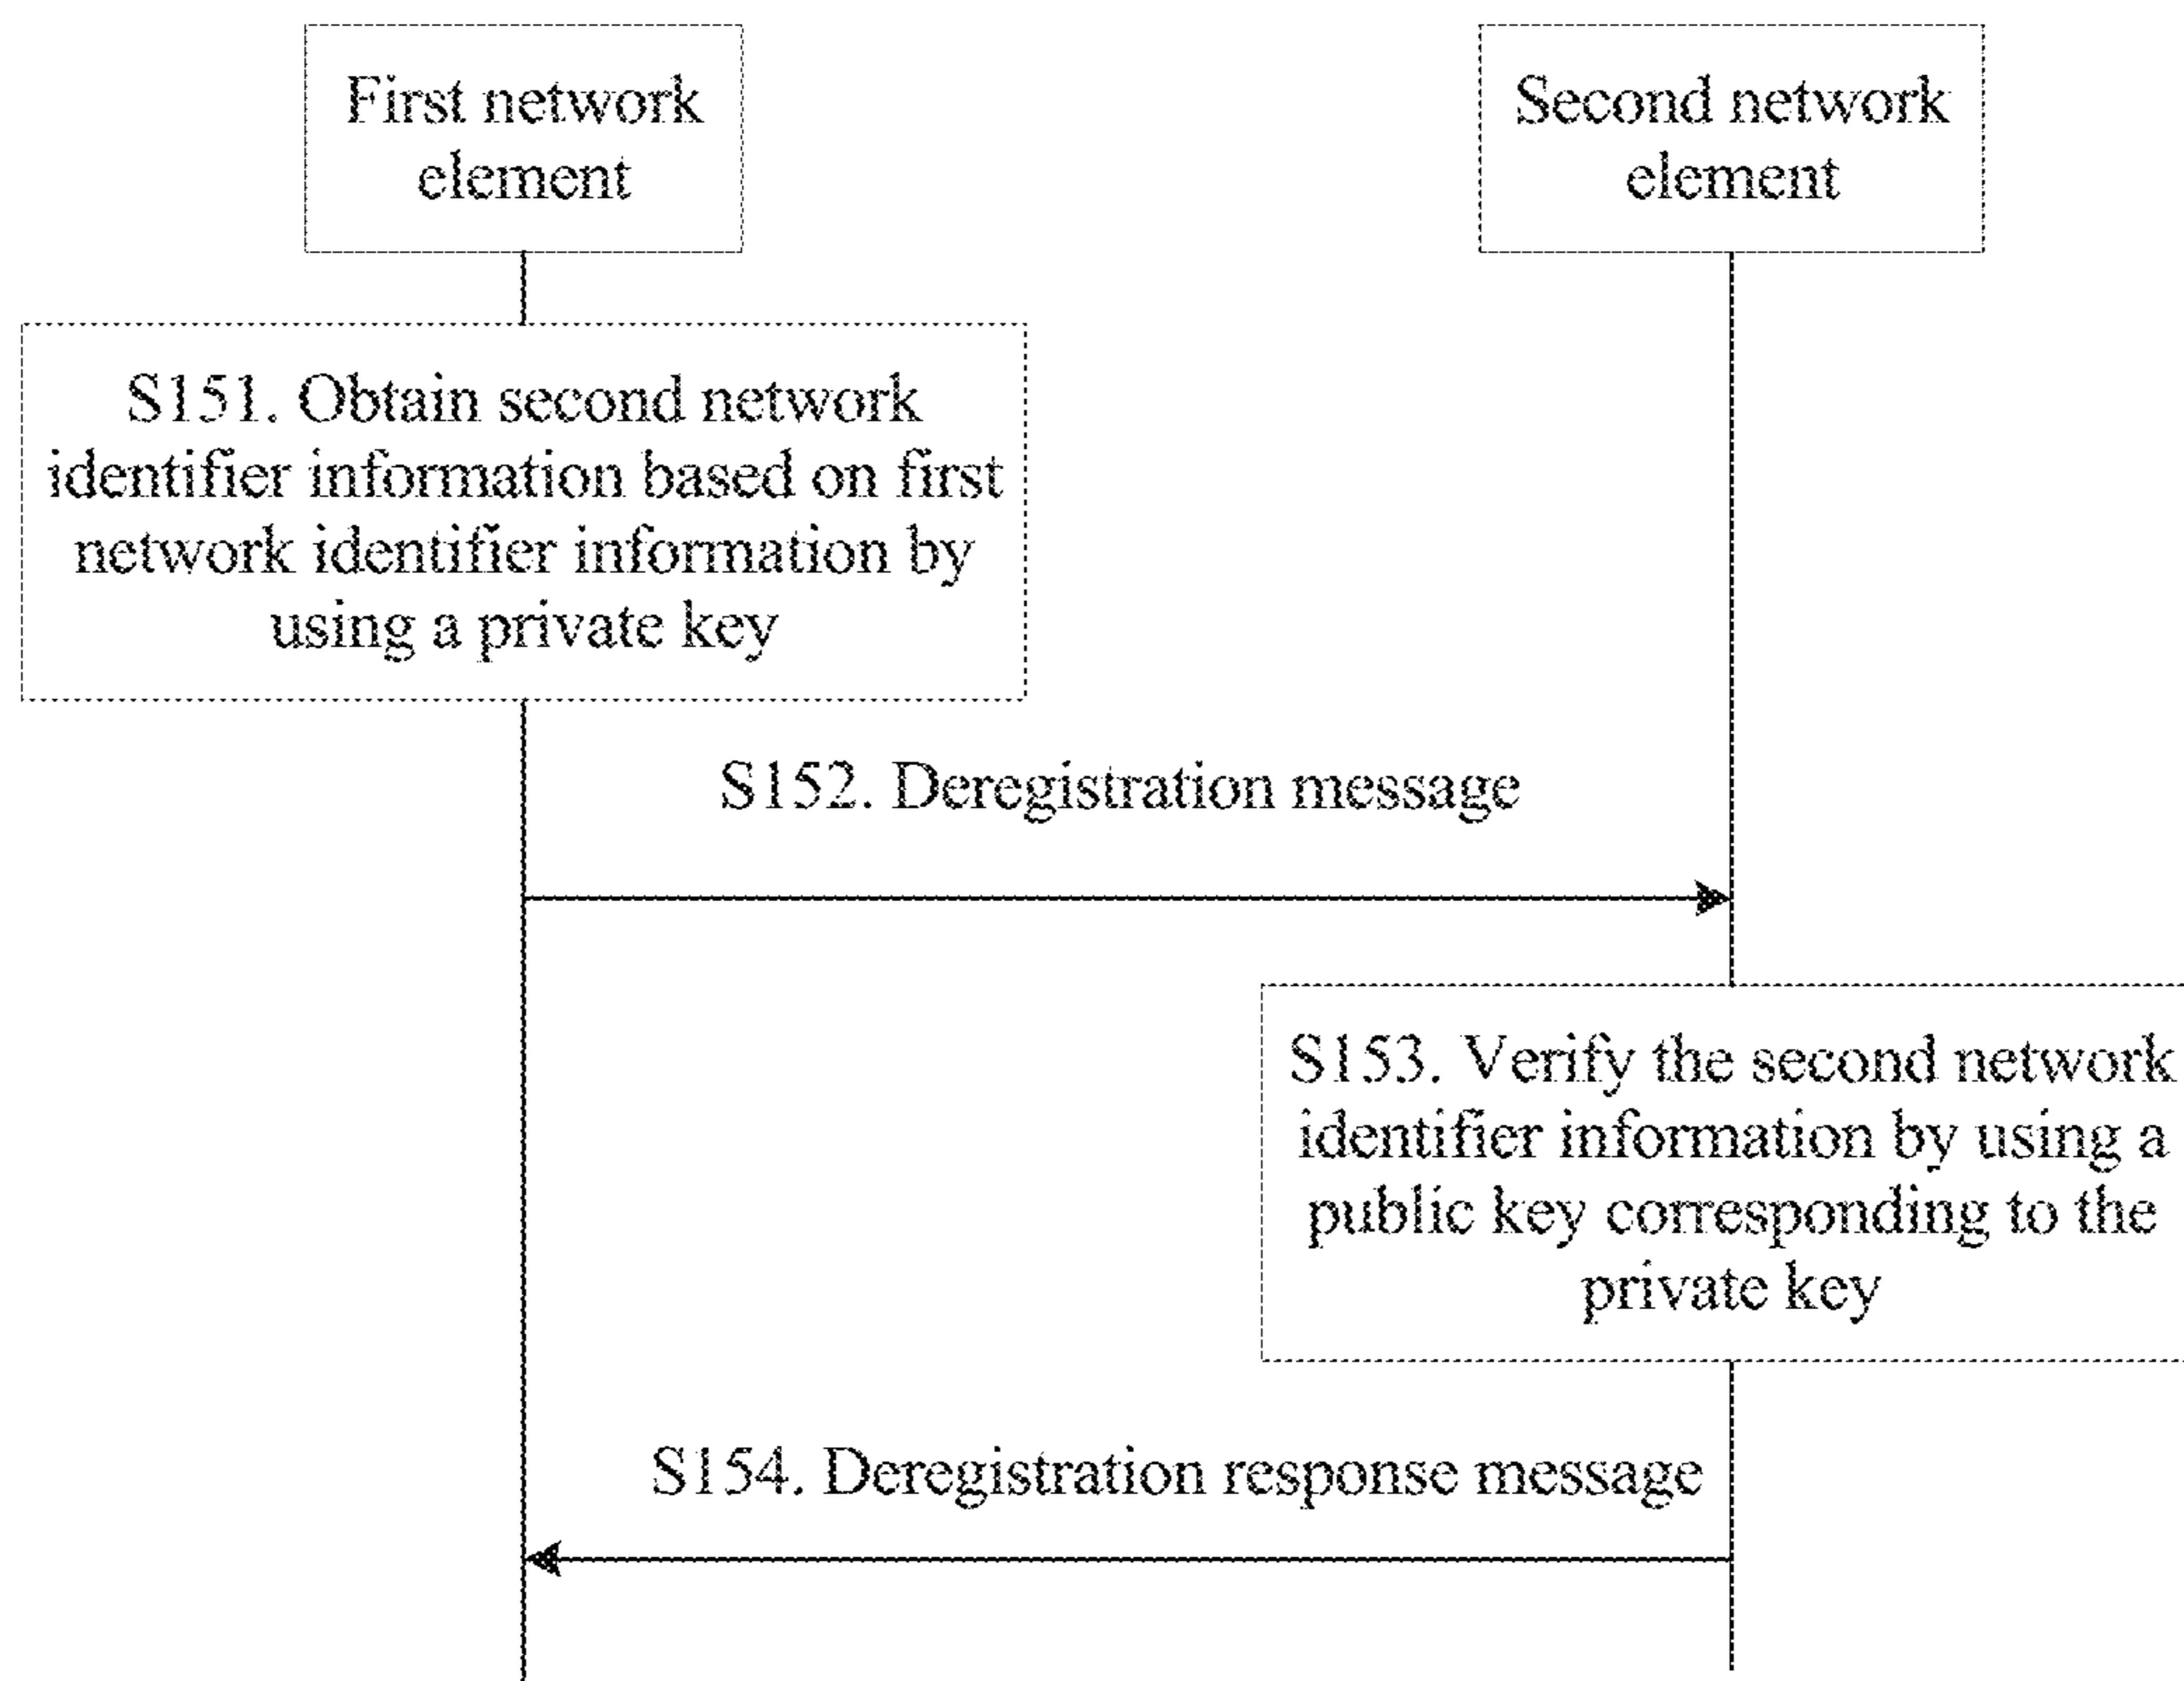 First network
element
Second network
element
S151. Obtain second network
identifier information based on first
network identifier information by
using a private key
S152. Deregistration message
S153. Verify the second network
identifier information by using a
public key corresponding to the
private key
S154. Deregistration response message